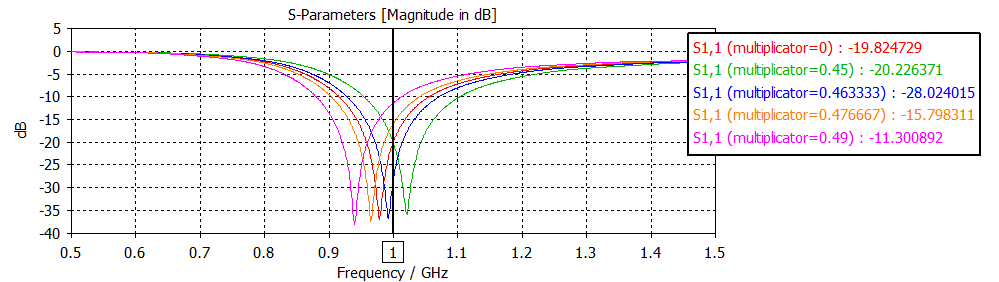 S-Parameters [Magnitude in dB]
S1,1 (multiplicator=0) : -19.824729
S1,1 (multiplicator=0.45) : -20.226371
S1,1 (multiplicator=0.463333) : -28.024015
S1,1 (multiplicator=0.476667) : -15.798311
S1,1 (multiplicator=0.49) : -11.300892
5
0
-5
-10
-15
-20
-25
-30
-35
-40
dB
0.5 0.6 0.7 0.8 0.9 1 1.1 1.2 1.3 1.4 1.5
Frequency / GHz